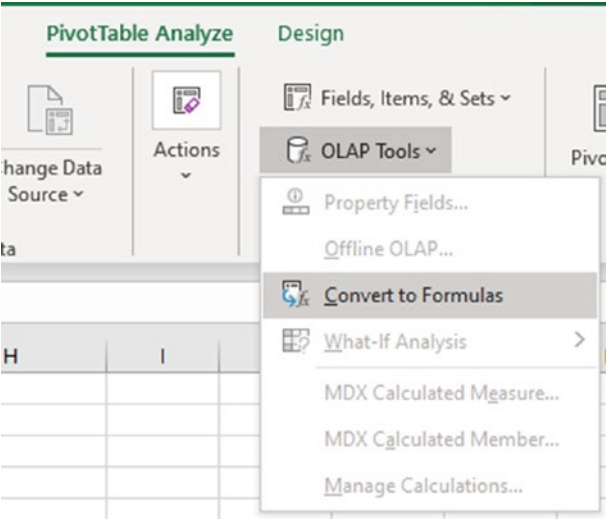 PivotTable Analyze Design
Fields, Items, & Sets
Actions
OLAP Tools
hange Data
Source
Pivo
ta
Property Fields...
Offline OLAP...
Convert to Formulas
What-If Analysis
MDX Calculated Measure...
MDX Calculated Member...
Manage Calculations...
H I